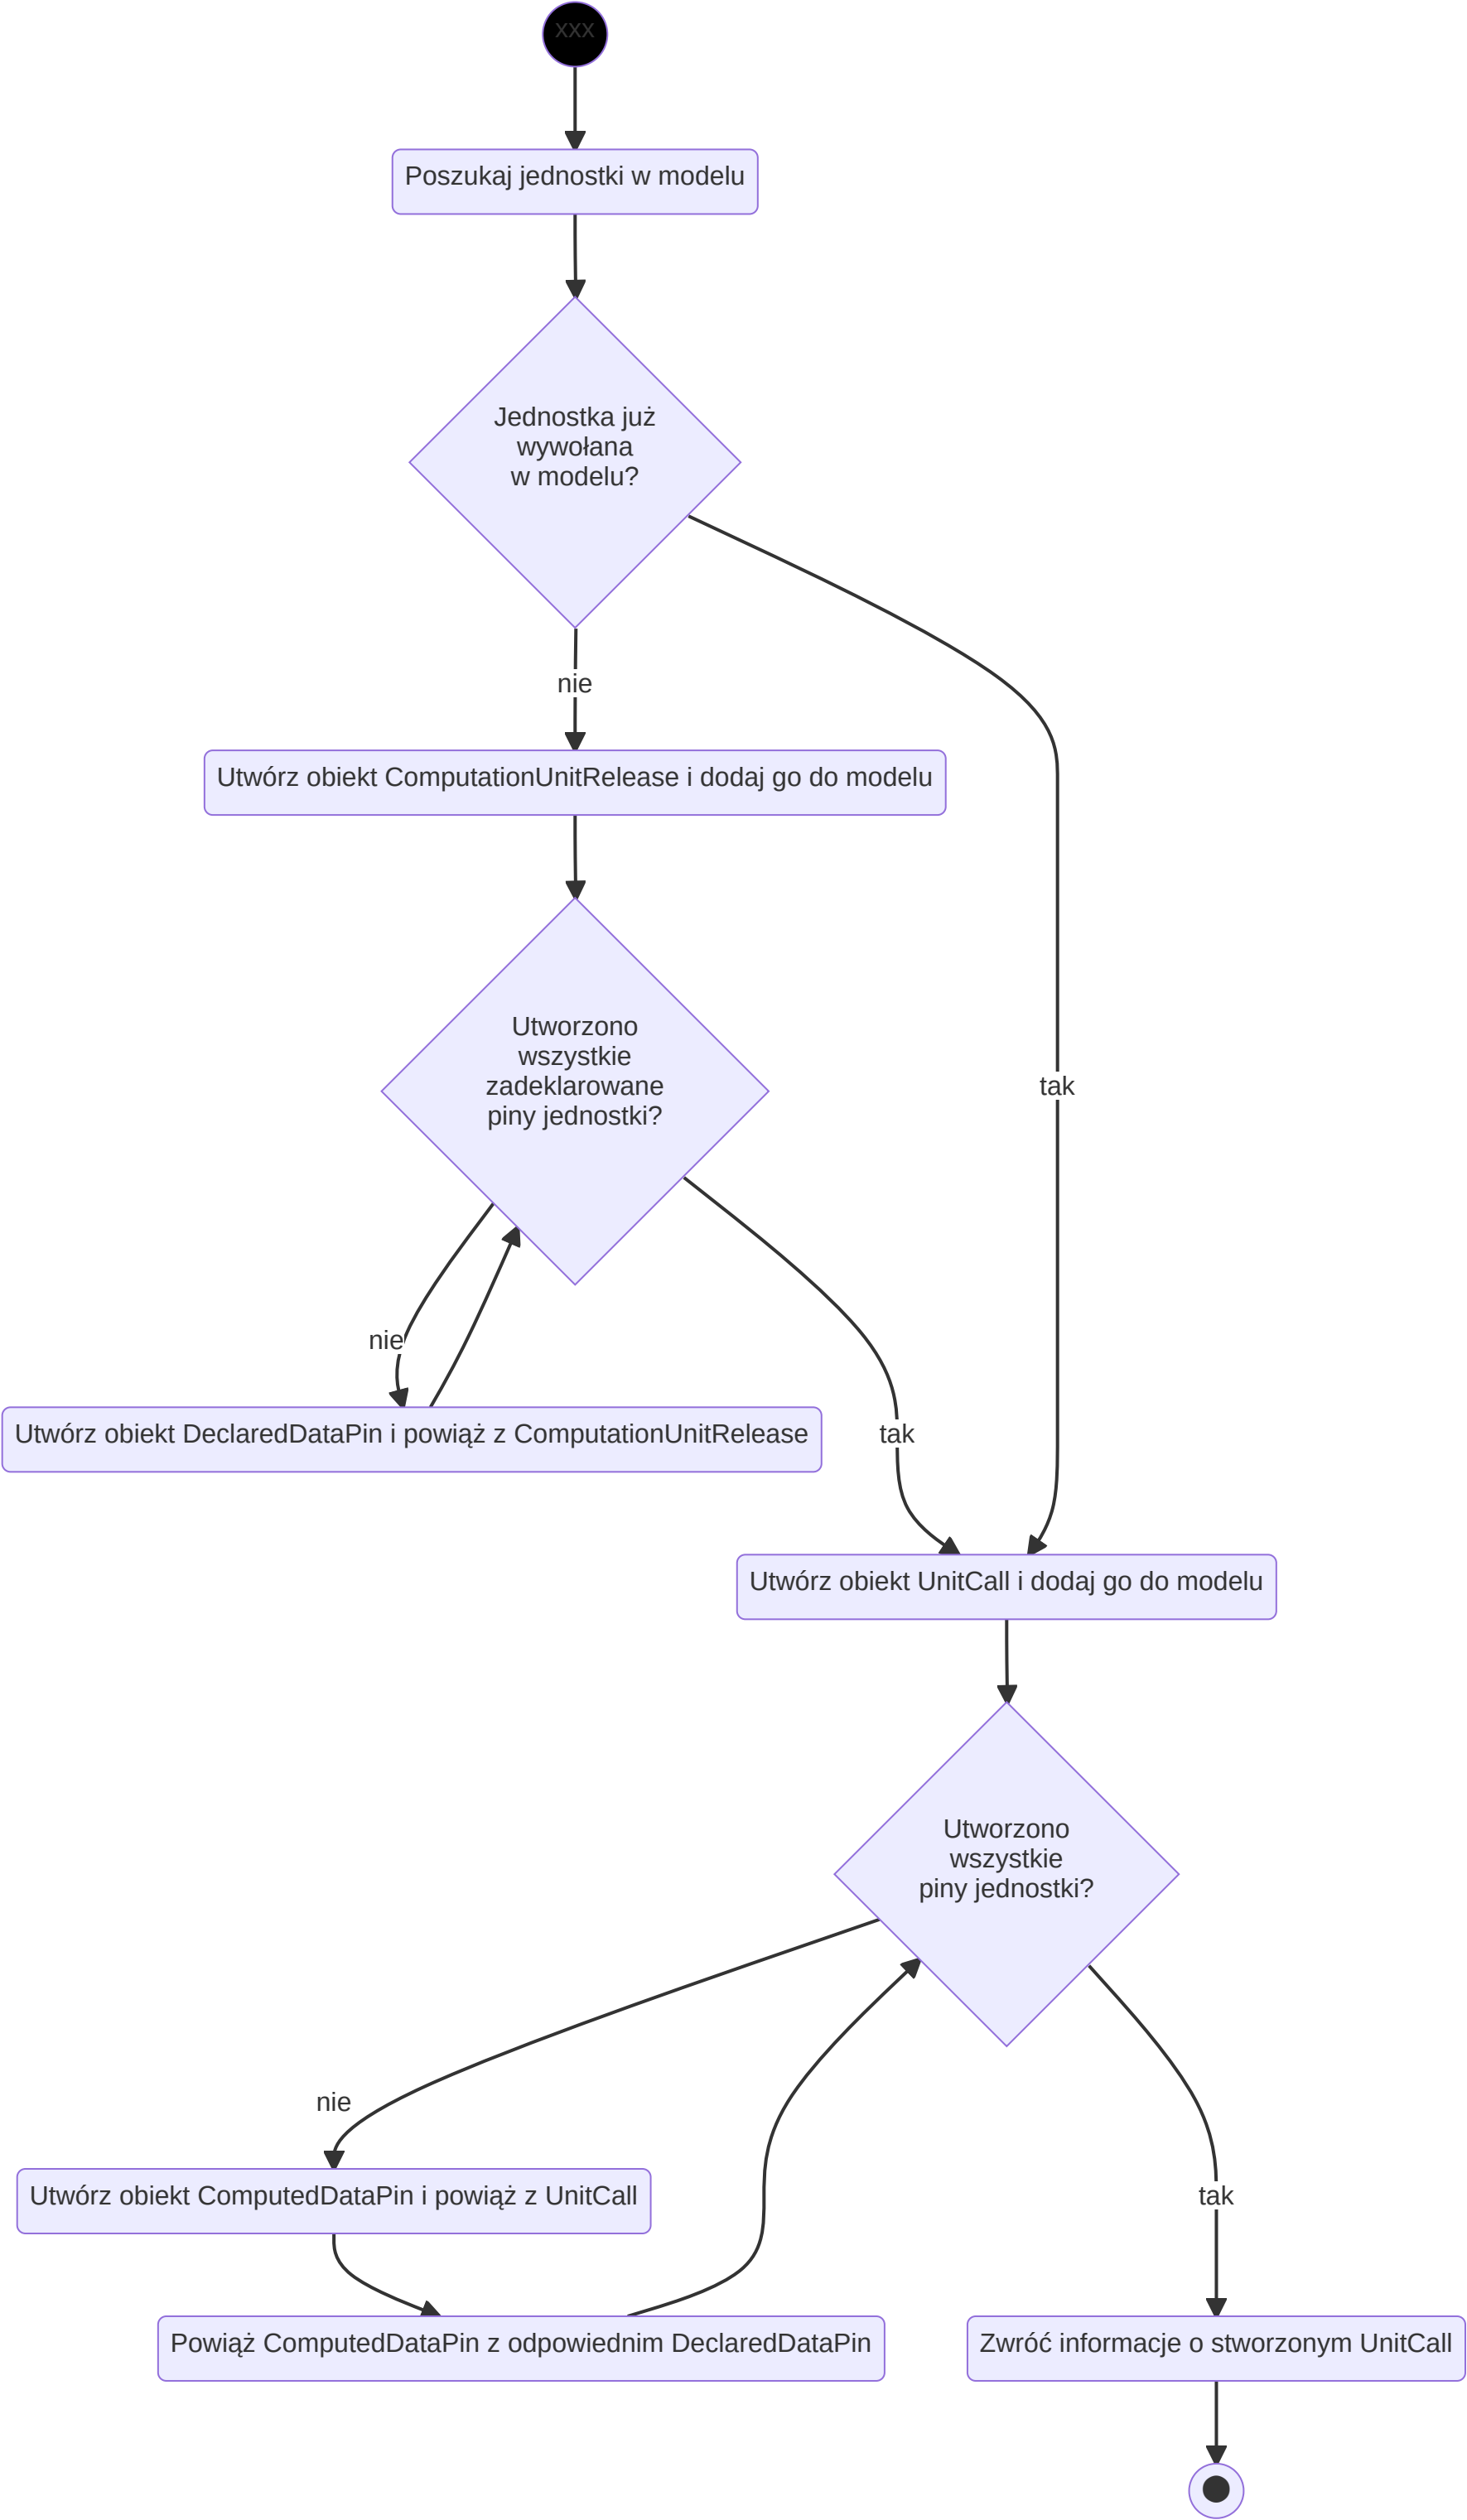 xxx
Poszukaj jednostki w modelu
Jednostka już
wywołana
w modelu?
nie
Utwórz obiekt ComputationUnitRelease i dodaj go do modelu
Utworzono
wszystkie
zadeklarowane
piny jednostki?
tak
nie
Utwórz obiekt DeclaredDataPin i powiąż z ComputationUnitRelease
tak
Utwórz obiekt UnitCall i dodaj go do modelu
Utworzono
wszystkie
piny jednostki?
nie
Utwórz obiekt ComputedDataPin i powiąż z UnitCall
tak
Powiąż ComputedDataPin z odpowiednim DeclaredDataPin
Zwróć informacje o stworzonym UnitCall